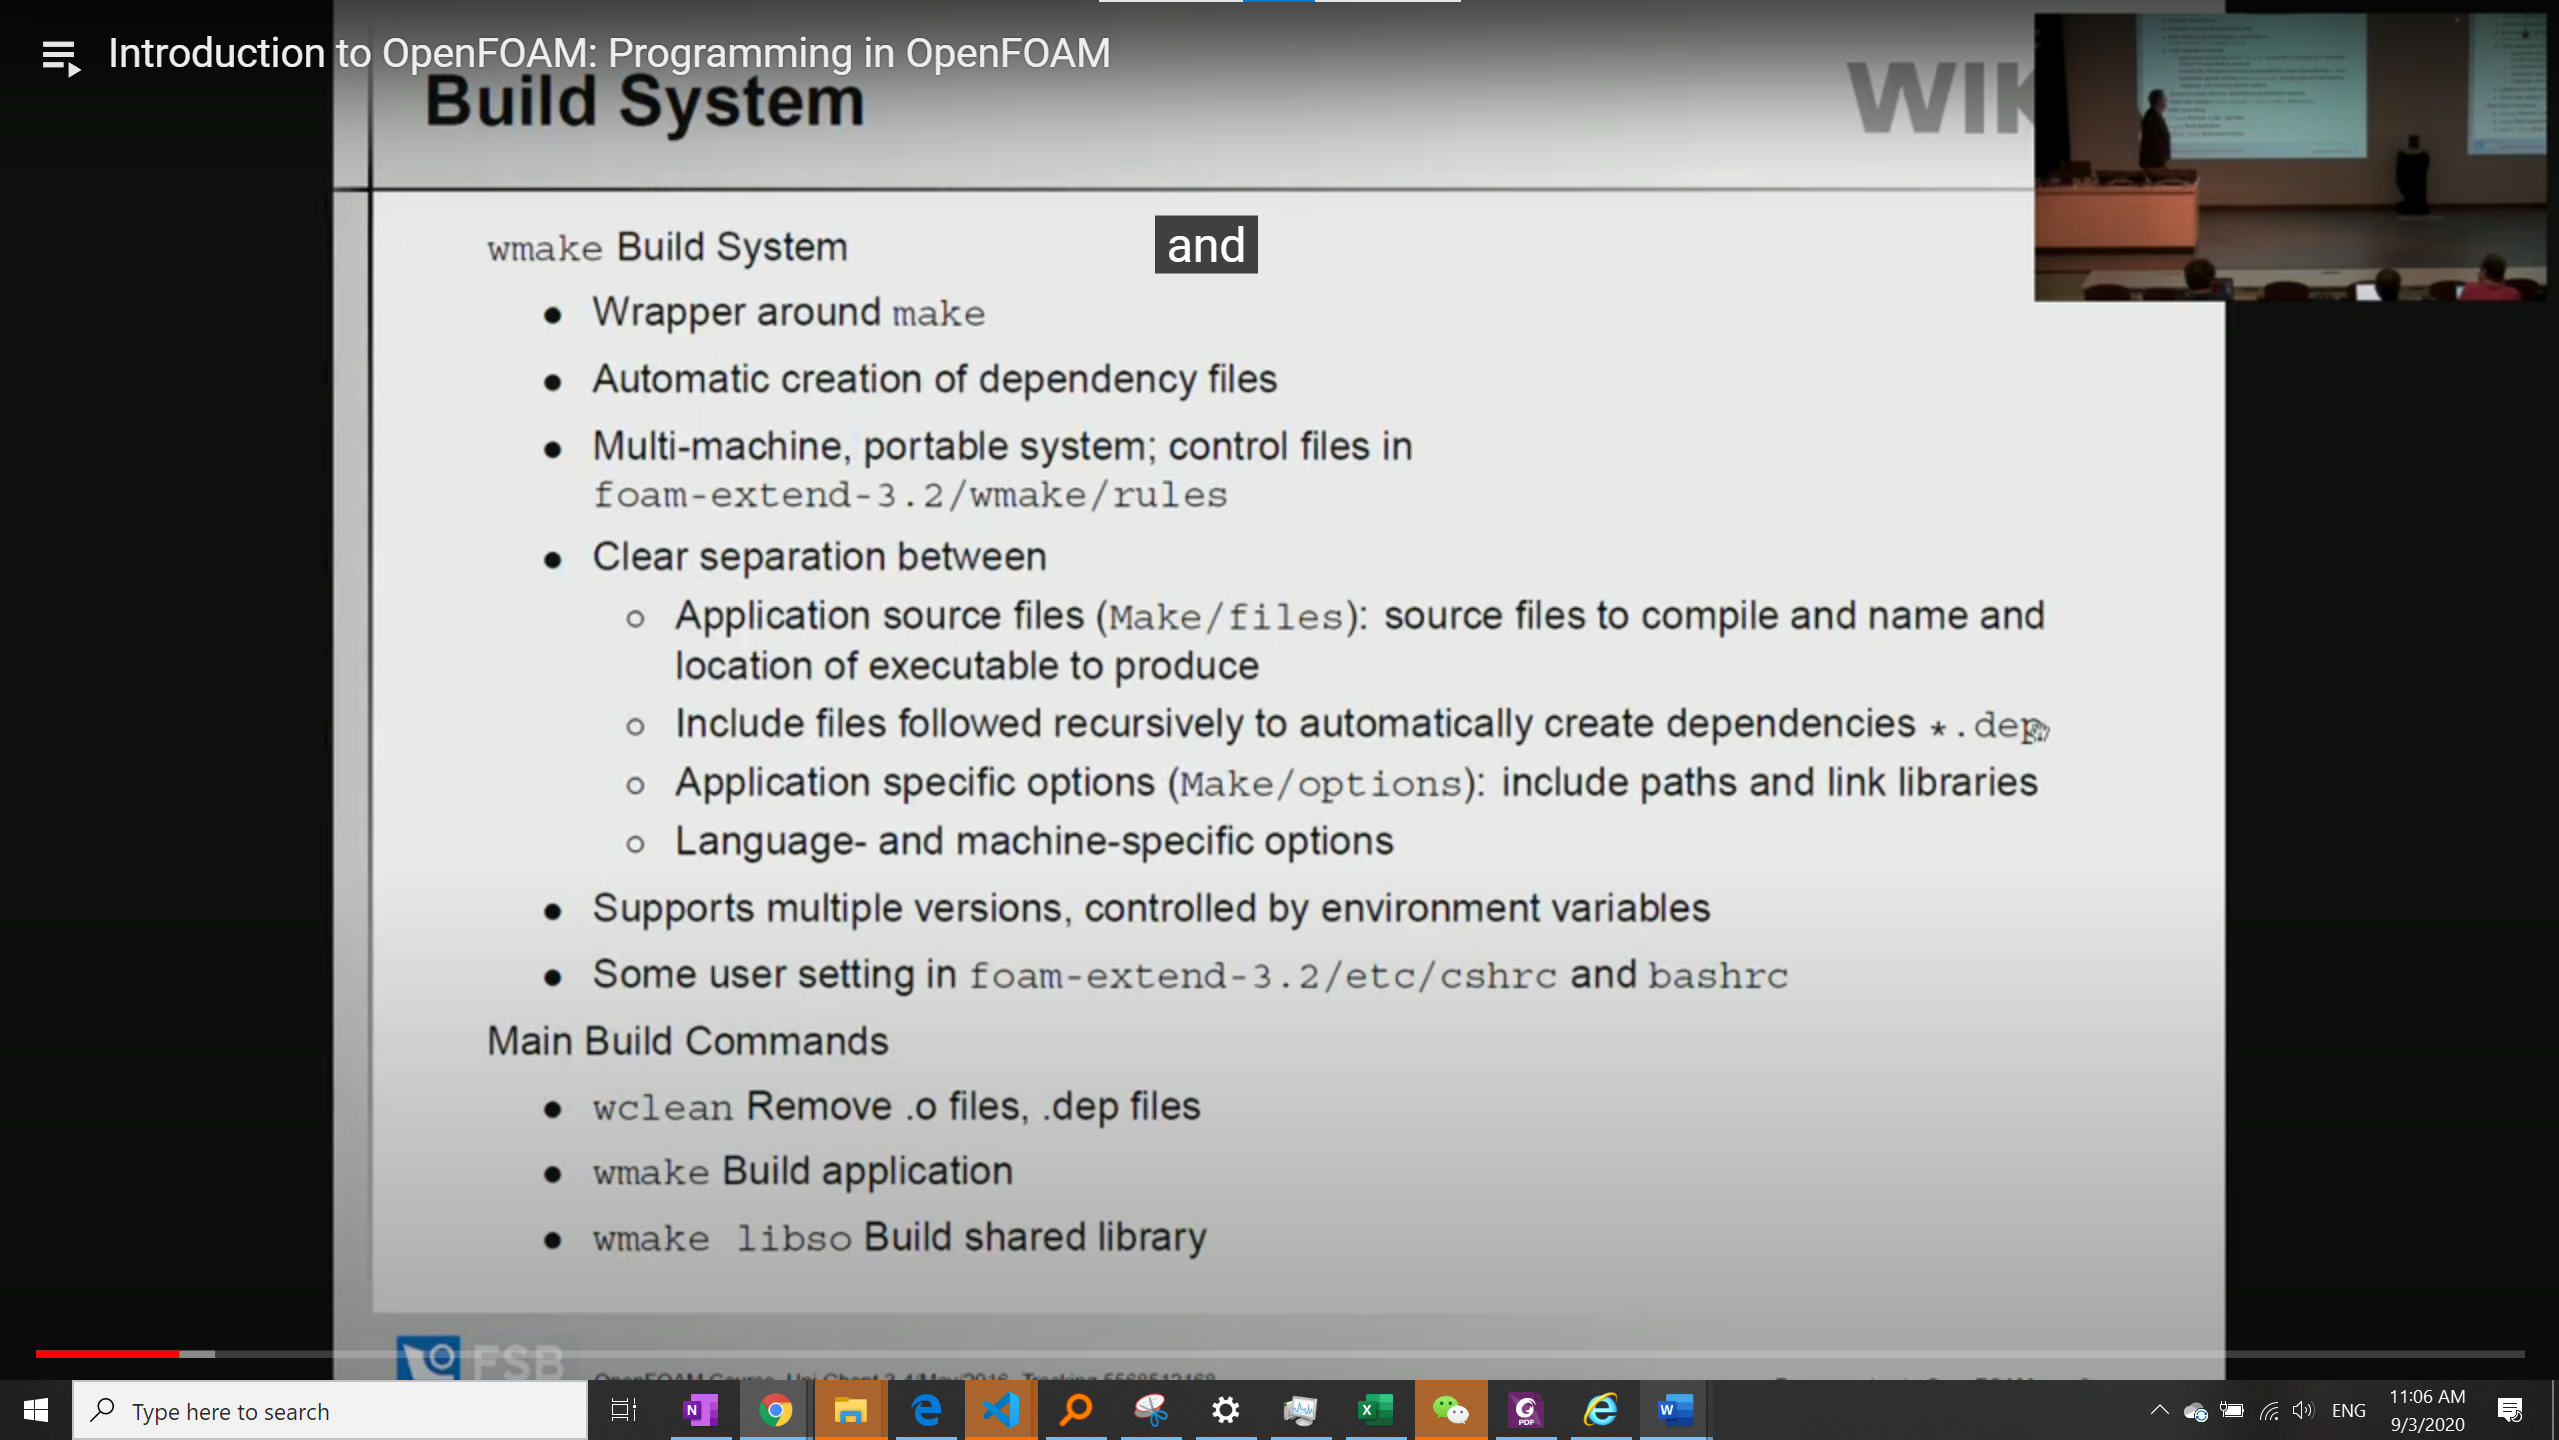 Introduction to OpenFOAM: Programming in OpenFOAM
Build System
WIK
and
wmake Build System
● Wrapper around make
● Automatic creation of dependency files
● Multi-machine, portable system; control files in
foam-extend-3.2/wmake/rules
● Clear separation between
○ Application source files (Make/files): source files to compile and name and
location of executable to produce
○ Include files followed recursively to automatically create dependencies *.dep
○ Application specific options (Make/options): include paths and link libraries
○ Language- and machine-specific options
● Supports multiple versions, controlled by environment variables
● Some user setting in foam-extend-3.2/etc/cshrc and bashrc
Main Build Commands
● wclean Remove .o files, .dep files
● wmake Build application
● wmake libso Build shared library
FSB
Type here to search
ENG
11:06 AM
9/3/2020